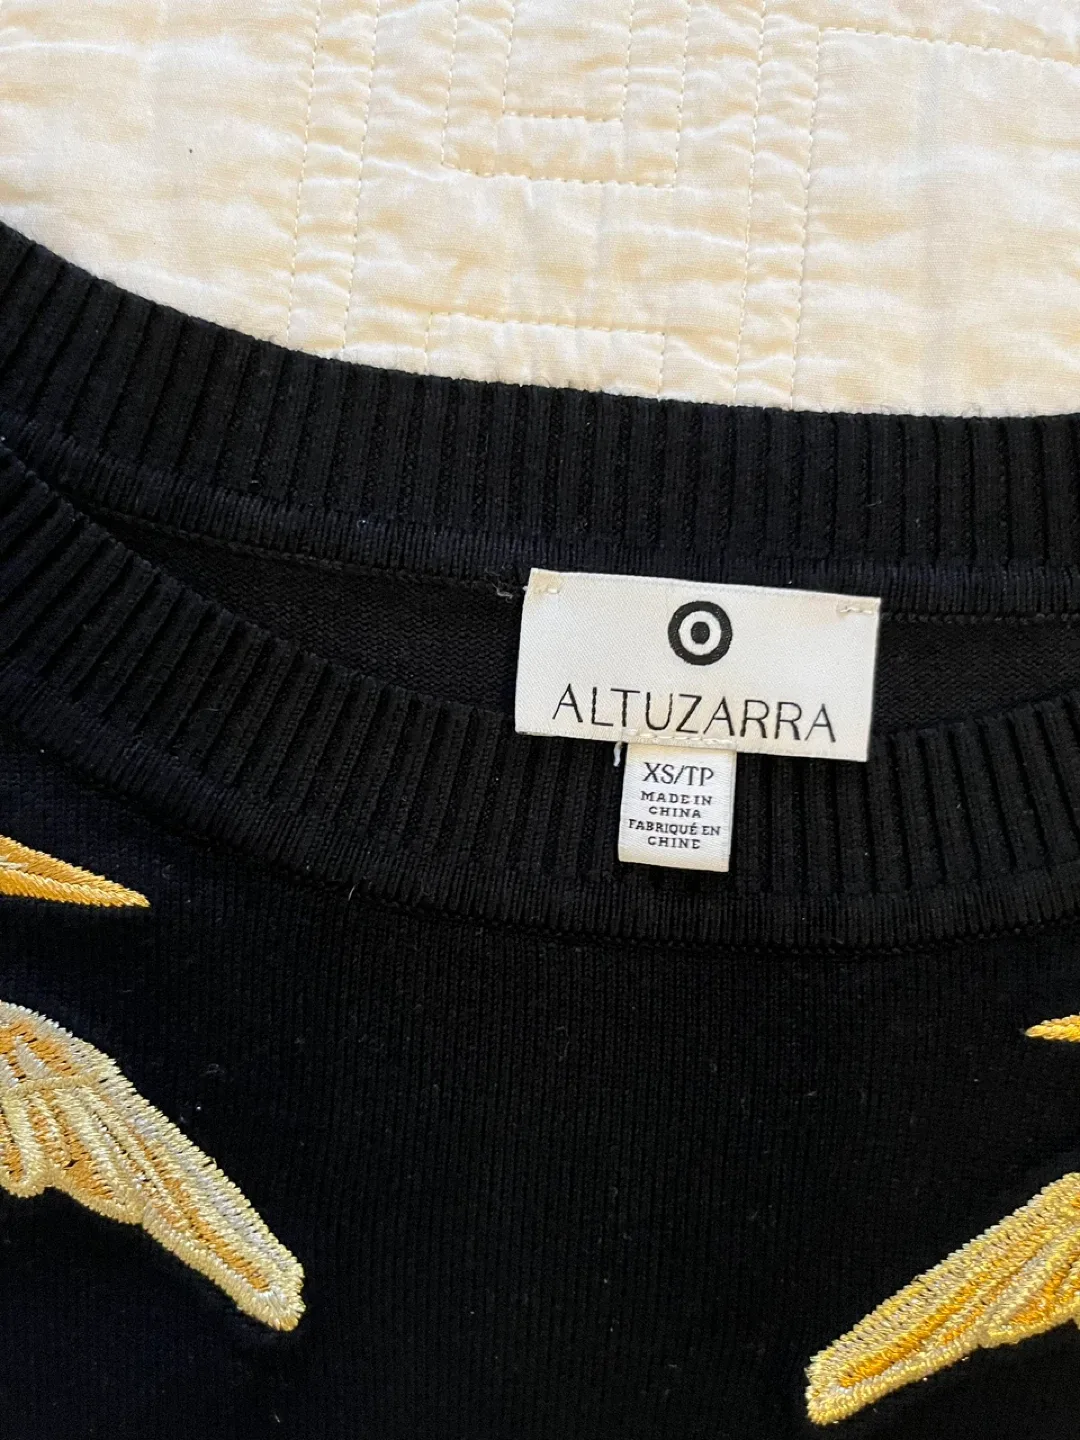 ALTUZARRA
XS/TP
MADE IN
CHINA
FABRIQUÉ EN
CHINE